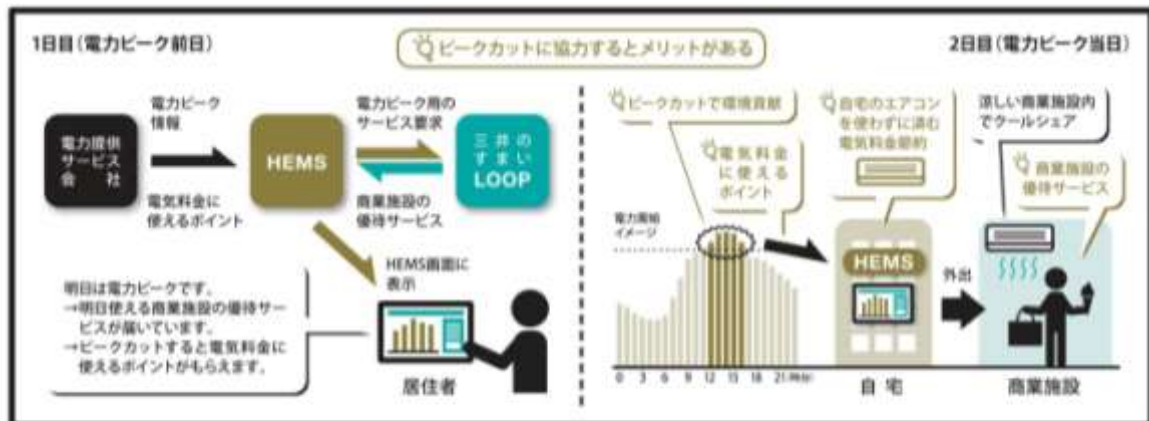 1日目(電力ピーク前日)
ピークカットに協力するとメリットがある
2日目(電力ピーク当日)
電力提供
サービス
会社
電力ピーク
情報
電気料金に
使えるポイント
HEMS
電力ピーク用の
サービス要求
商業施設の
優待サービス
三井の
すまい
LOOP
HEMS画面に
表示
明日は電力ピークです。
→明日使える商業施設の優待サー
ビスが届いています。
→ピークカットすると電気料金に
使えるポイントがもらえます。
居住者
ピークカットで環境貢献
電気料金
に使える
ポイント
自宅のエアコン
を使わずに済む
電気料金節約
涼しい商業施設内
でクールシェア
商業施設の
優待サービス
電力需給
イメージ
0 3 6 9 12 15 18 21(時刻)
HEMS
外出
自宅
商業施設